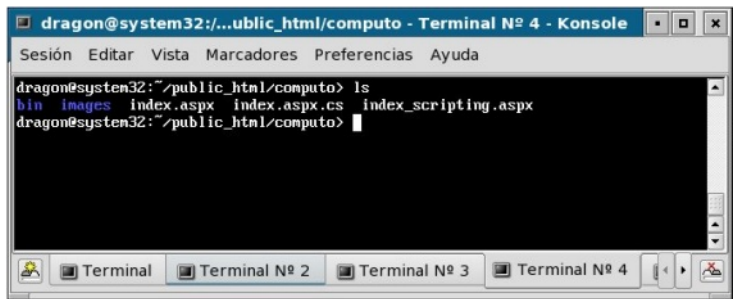 dragon@system32:/...ublic_html/computo - Terminal Nº 4 - Konsole
Sesión Editar Vista Marcadores Preferencias Ayuda
dragon@system32:~/public_html/computo> ls
bin images index.aspx index.aspx.cs index_scripting.aspx
dragon@system32:~/public_html/computo>
Terminal Terminal Nº 2 Terminal Nº 3 Terminal Nº 4